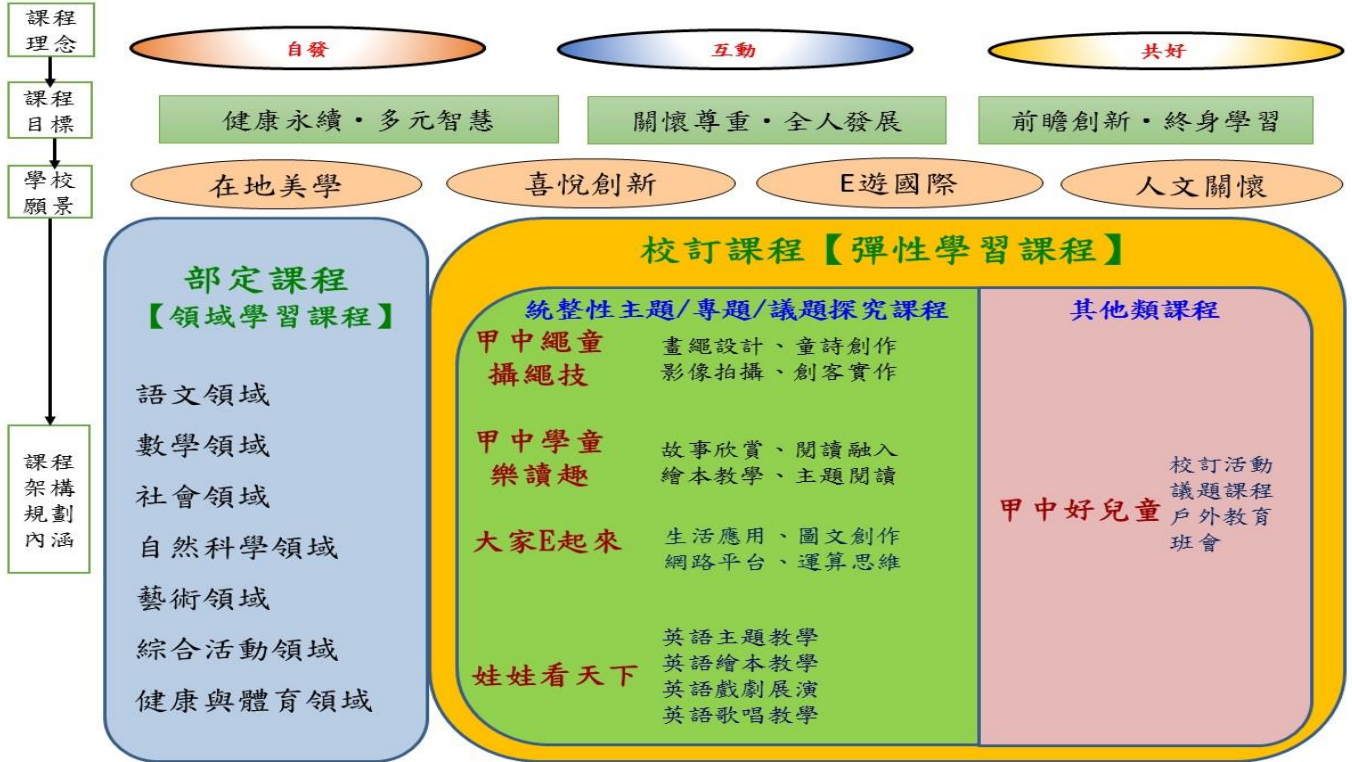 課程
理念
自發
互動
共好
課程
目標
健康永續・多元智慧
關懷尊重・全人發展
前瞻創新・終身學習
學校
願景
在地美學
喜悅創新
E遊國際
人文關懷
課程
架構
規劃
內涵
部定課程
【領域學習課程】
語文領域
數學領域
社會領域
自然科學領域
藝術領域
綜合活動領域
健康與體育領域
校訂課程【彈性學習課程】
統整性主題/專題/議題探究課程
甲中繩童
攝繩技
畫繩設計、童詩創作
影像拍攝、創客實作
甲中學童
樂讀趣
故事欣賞、閱讀融入
繪本教學、主題閱讀
大家E起來
生活應用、圖文創作
網路平台、運算思維
娃娃看天下
英語主題教學
英語繪本教學
英語戲劇展演
英語歌唱教學
其他類課程
甲中好兒童
校訂活動
議題課程
戶外教育
班會